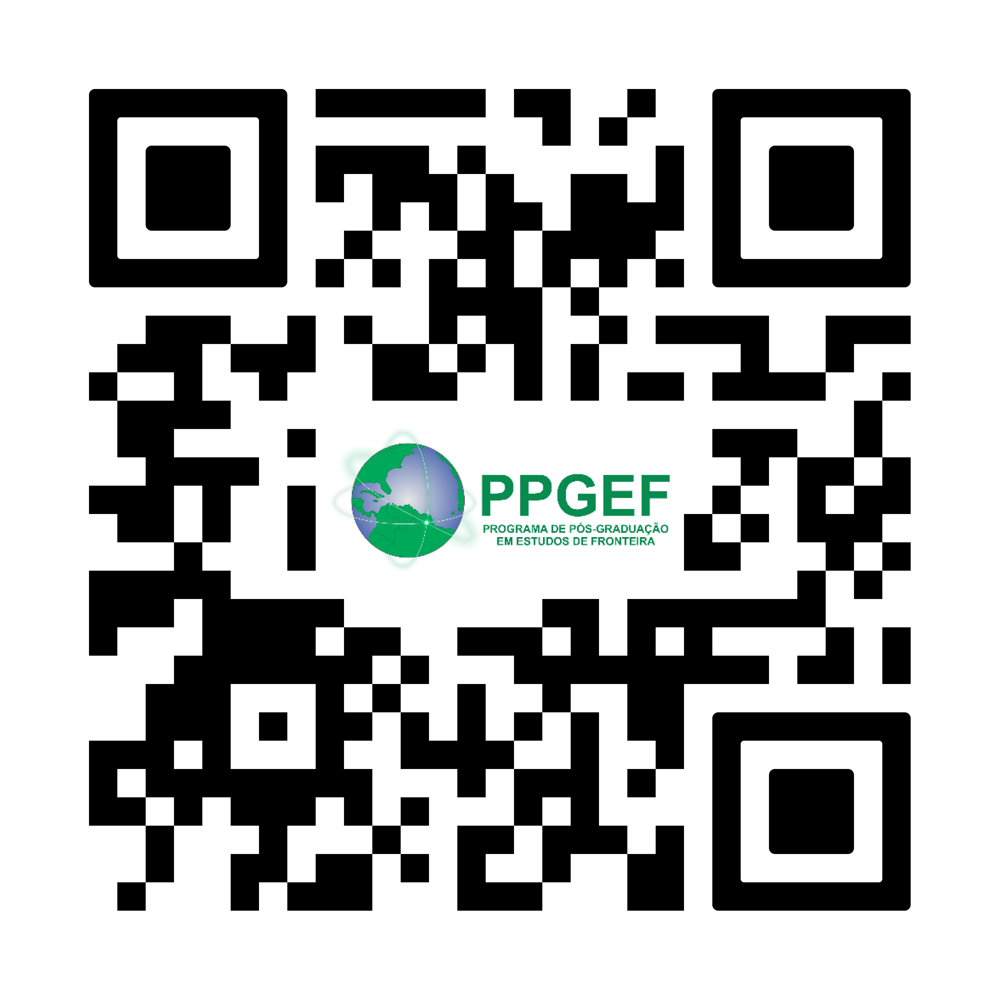 PPGEF
PROGRAMA DE PÓS-GRADUAÇÃO
EM ESTUDOS DE FRONTEIRA